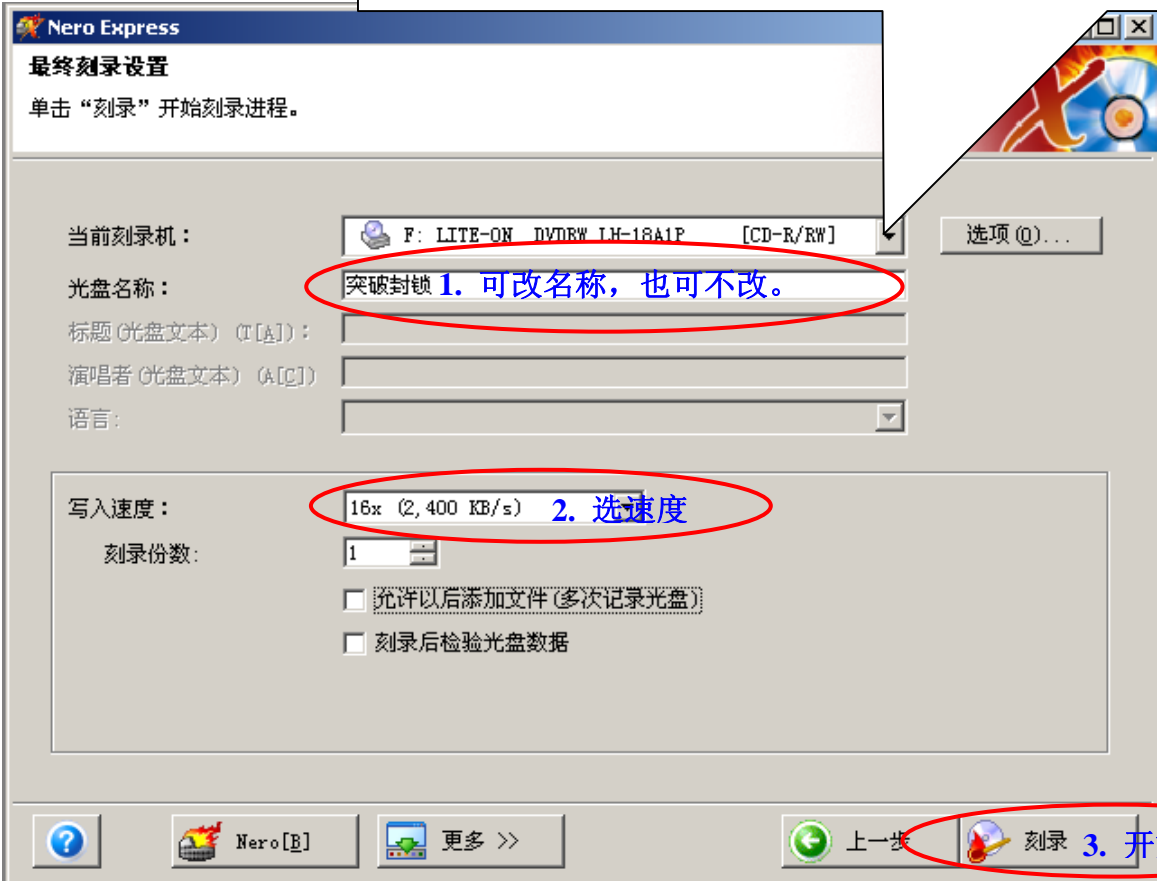 Nero Express
最终刻录设置
单击“刻录”开始刻录进程。
当前刻录机：
F: LITE-ON DVDRW LH-18A1P [CD-R/RW]
选项(O)...
光盘名称：
突破封锁 1. 可改名称，也可不改。
标题(光盘文本) (T[A])：
演唱者(光盘文本) (A[C])
语言:
写入速度：
16x (2,400 KB/s) 2. 选速度
刻录份数:
1
允许以后添加文件(多次记录光盘)
刻录后检验光盘数据
Nero[B]
更多 >>
上一步
刻录 3. 开